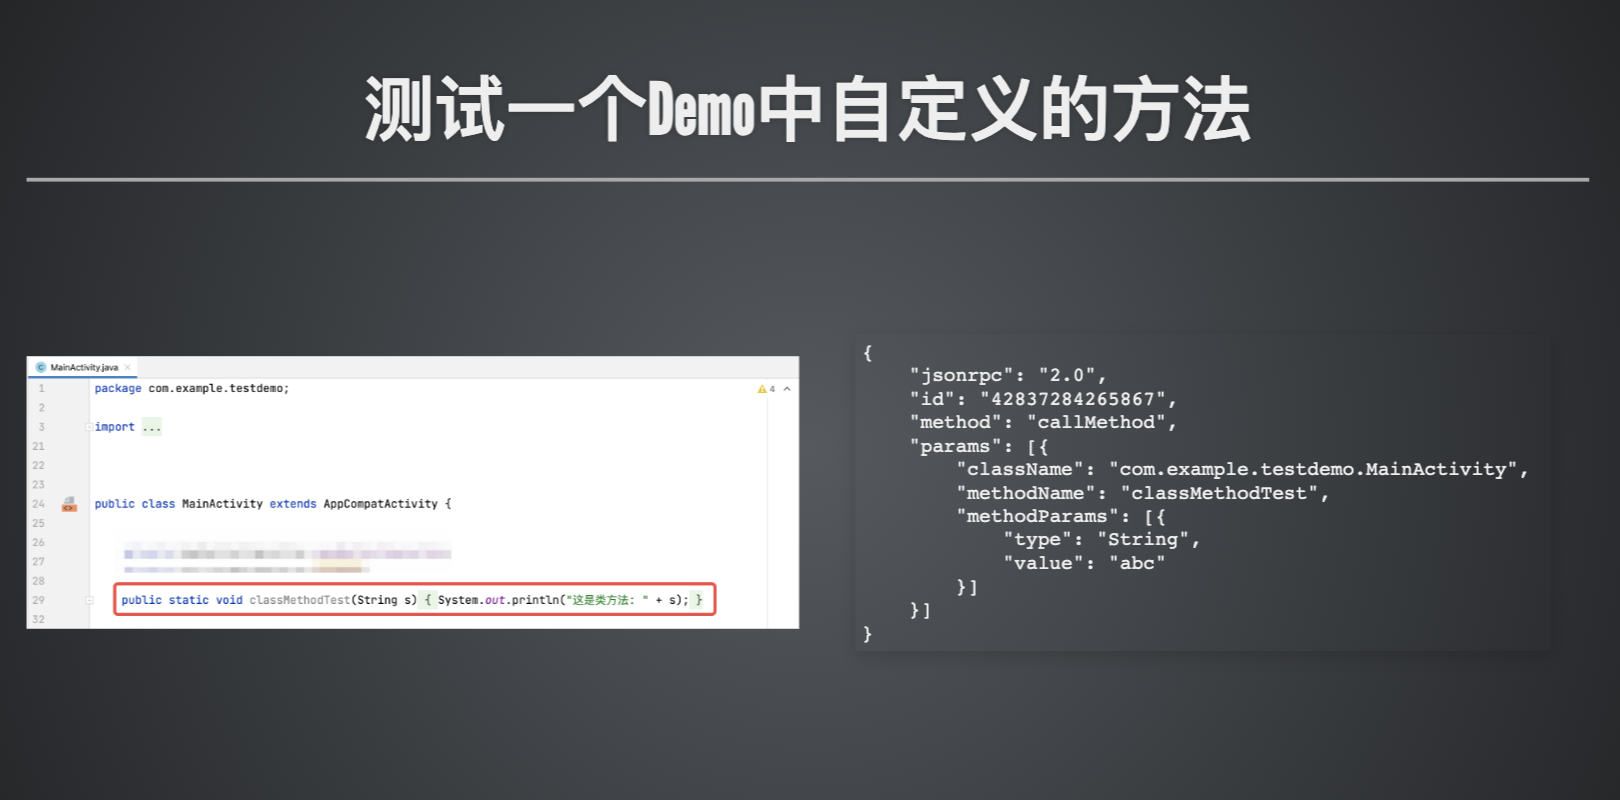 测试一个Demo中自定义的方法
MainActivity.java
1 package com.example.testdemo;
4
2
3 import ...
21
22
23
24 public class MainActivity extends AppCompatActivity {
25
26
27
28
29 public static void classMethodTest(String s) { System.out.println("这是类方法: " + s); }
32
{
"jsonrpc": "2.0",
"id": "42837284265867",
"method": "callMethod",
"params": [{
"className": "com.example.testdemo.MainActivity",
"methodName": "classMethodTest",
"methodParams": [{
"type": "String",
"value": "abc"
}]
}]
}